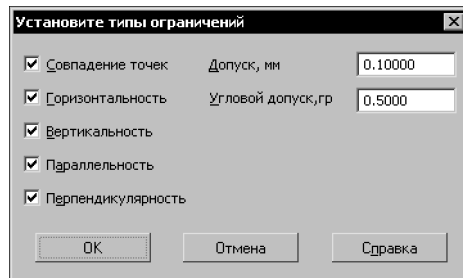 Установите типы ограничений
Совпадение точек Допуск, мм 0.10000
Горизонтальность Угловой допуск,гр 0.5000
Вертикальность
Параллельность
Перпендикулярность
OK Отмена Справка